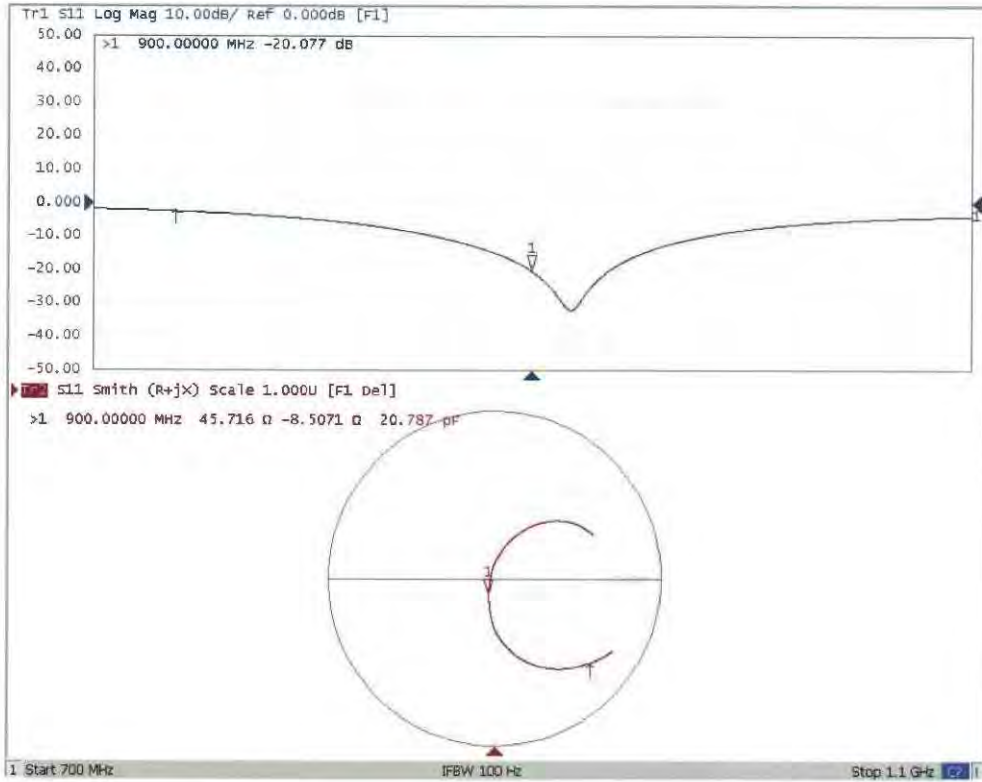 Tr1 S11 Log Mag 10.00dB/ Ref 0.000dB [F1]
50.00
>1 900.00000 MHz -20.077 dB
40.00
30.00
20.00
10.00
0.000
1
-10.00
1
-20.00
-30.00
-40.00
-50.00
Tr2 S11 Smith (R+jX) Scale 1.000U [F1 Del]
>1 900.00000 MHz 45.716 Ω -8.5071 Ω 20.787 pF
1
1 Start 700 MHz IFBW 100 Hz Stop 1.1 GHz C2